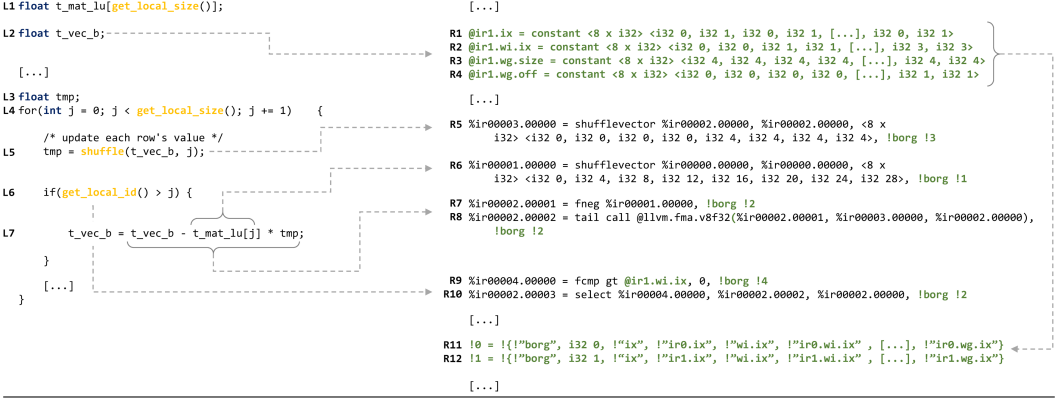 L1 float t_mat_lu[get_local_size()];
L2 float t_vec_b;
[...]
L3 float tmp;
L4 for(int j = 0; j < get_local_size(); j += 1) {
/* update each row's value */
L5 tmp = shuffle(t_vec_b, j);
L6 if(get_local_id() > j) {
L7 t_vec_b = t_vec_b - t_mat_lu[j] * tmp;
}
[...]
}
[...]
R1 @ir1.ix = constant <8 x i32> <i32 0, i32 1, i32 0, i32 1, [...], i32 0, i32 1>
R2 @ir1.wi.ix = constant <8 x i32> <i32 0, i32 0, i32 1, i32 1, [...], i32 3, i32 3>
R3 @ir1.wg.size = constant <8 x i32> <i32 4, i32 4, i32 4, i32 4, [...], i32 4, i32 4>
R4 @ir1.wg.off = constant <8 x i32> <i32 0, i32 0, i32 0, i32 0, [...], i32 1, i32 1>
[...]
R5 %ir00003.00000 = shufflevector %ir00002.00000, %ir00002.00000, <8 x
i32> <i32 0, i32 0, i32 0, i32 0, i32 4, i32 4, i32 4, i32 4>, !borg !3
R6 %ir00001.00000 = shufflevector %ir00000.00000, %ir00000.00000, <8 x
i32> <i32 0, i32 4, i32 8, i32 12, i32 16, i32 20, i32 24, i32 28>, !borg !1
R7 %ir00002.00001 = fneg %ir00001.00000, !borg !2
R8 %ir00002.00002 = tail call @llvm.fma.v8f32(%ir00002.00001, %ir00003.00000, %ir00002.00000),
!borg !2
R9 %ir00004.00000 = fcmp gt @ir1.wi.ix, 0, !borg !4
R10 %ir00002.00003 = select %ir00004.00000, %ir00002.00002, %ir00002.00000, !borg !2
[...]
R11 !0 = !{!”borg”, i32 0, !“ix”, !”ir0.ix”, !”wi.ix”, !”ir0.wi.ix” , [...], !”ir0.wg.ix”}
R12 !1 = !{!”borg”, i32 1, !“ix”, !”ir1.ix”, !”wi.ix”, !”ir1.wi.ix” , [...], !”ir1.wg.ix”}
[...]